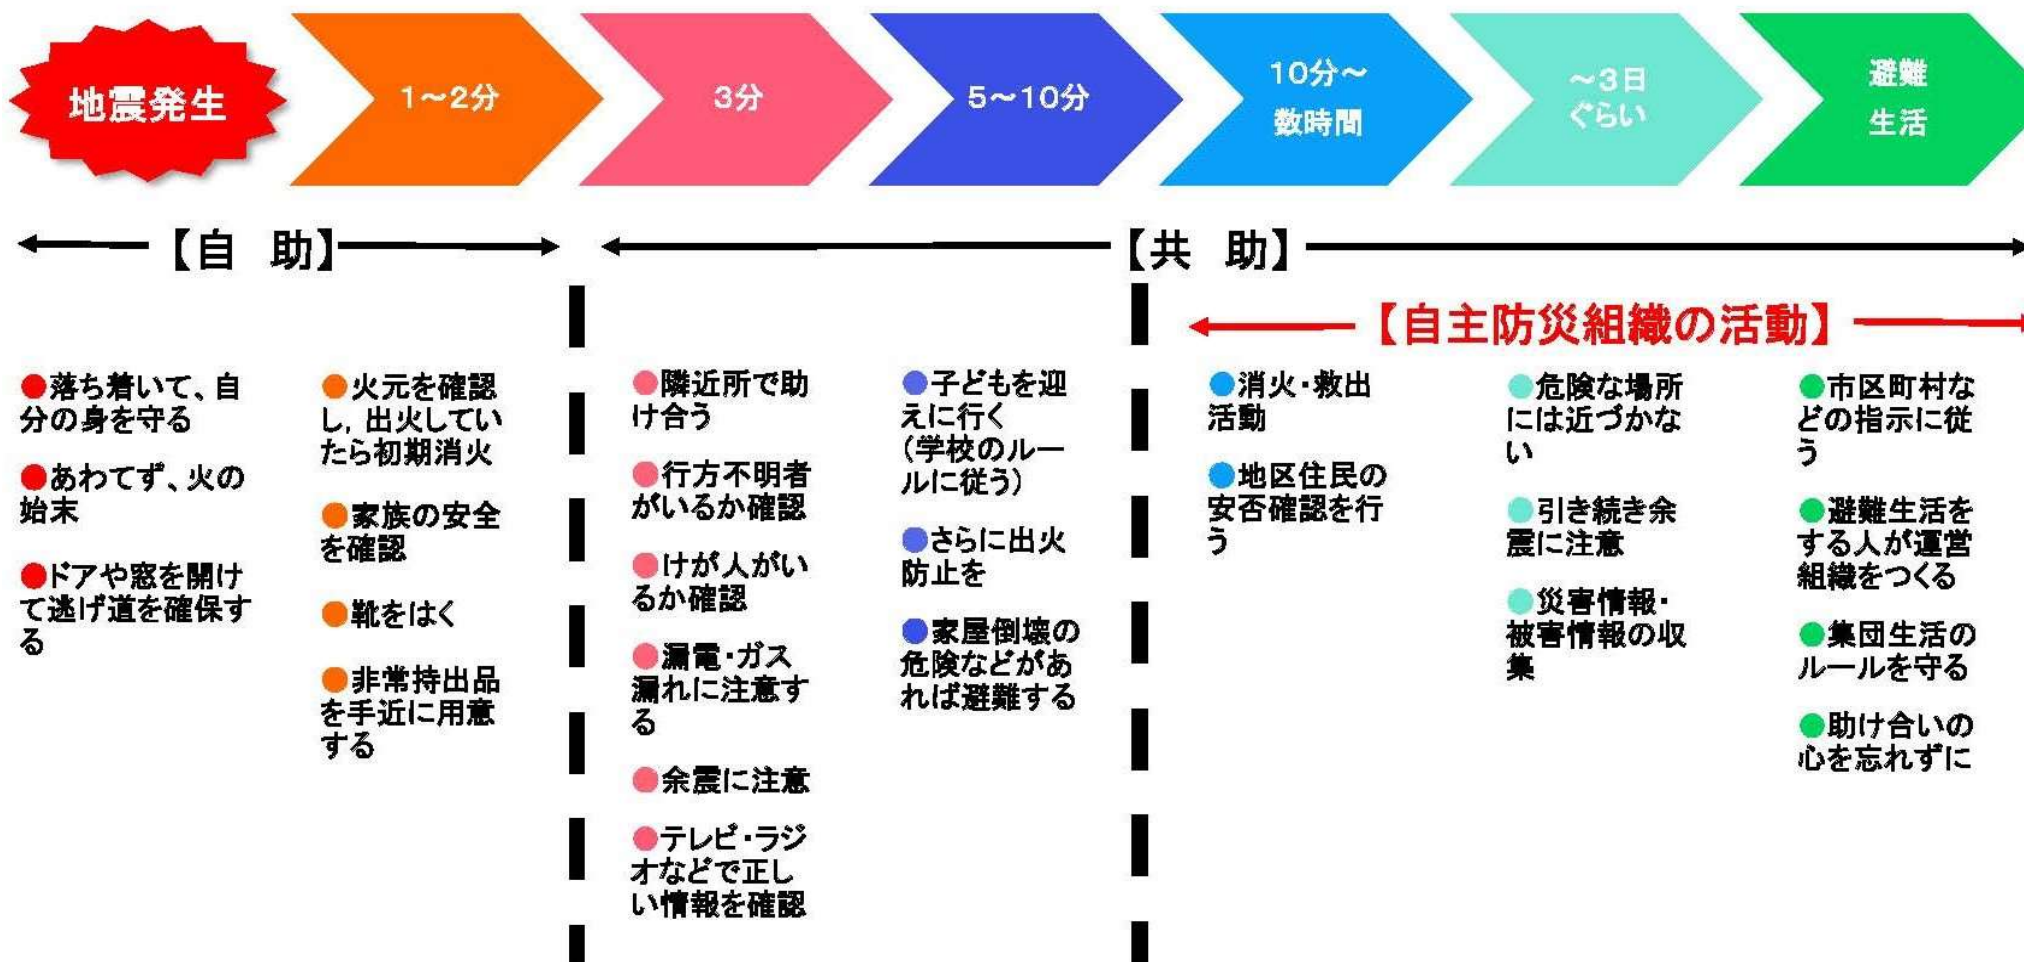 地震発生
1～2分
3分
5～10分
10分～
数時間
～3日
ぐらい
避難
生活
【自 助】
【共 助】
【自主防災組織の活動】
●落ち着いて、自
分の身を守る
●あわてず、火の
始末
●ドアや窓を開け
て逃げ道を確保す
る
●火元を確認
し，出火してい
たら初期消火
●家族の安全
を確認
●靴をはく
●非常持出品
を手近に用意
する
●隣近所で助
け合う
●行方不明者
がいるか確認
●けが人がい
るか確認
●漏電・ガス
漏れに注意す
る
●余震に注意
●テレビ・ラジ
オなどで正し
い情報を確認
●子どもを迎
えに行く
（学校のルー
ルに従う）
●さらに出火
防止を
●家屋倒壊の
危険などがあ
れば避難する
●消火・救出
活動
●地区住民の
安否確認を行
う
●危険な場所
には近づかな
い
●引き続き余
震に注意
●災害情報・
被害情報の収
集
●市区町村な
どの指示に従
う
●避難生活を
する人が運営
組織をつくる
●集団生活の
ルールを守る
●助け合いの
心を忘れずに